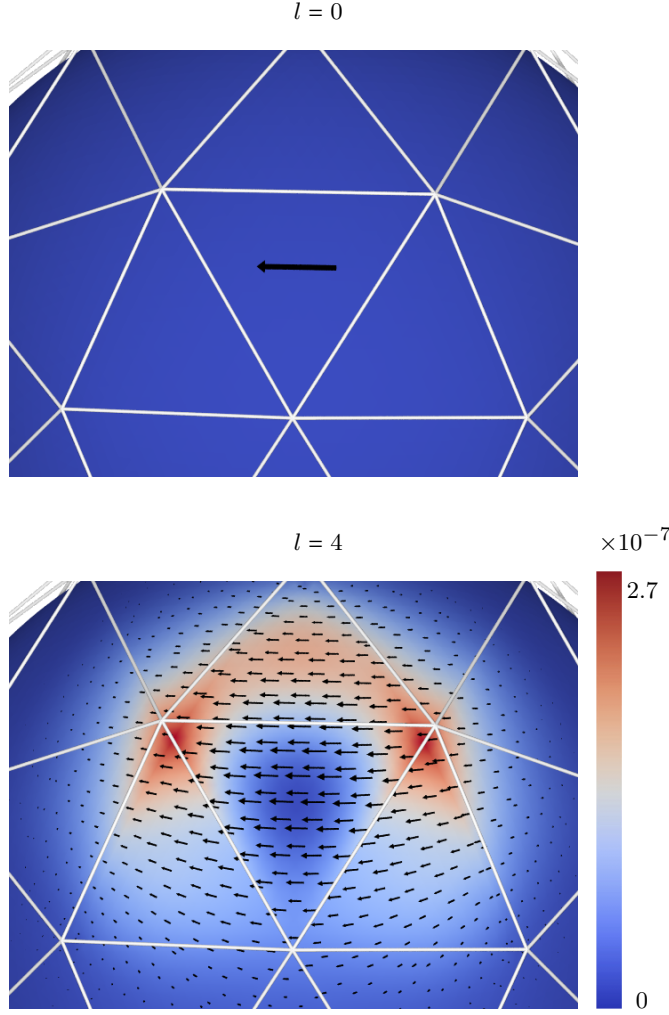 l = 0
l = 4
×10⁻⁷
2.7
0